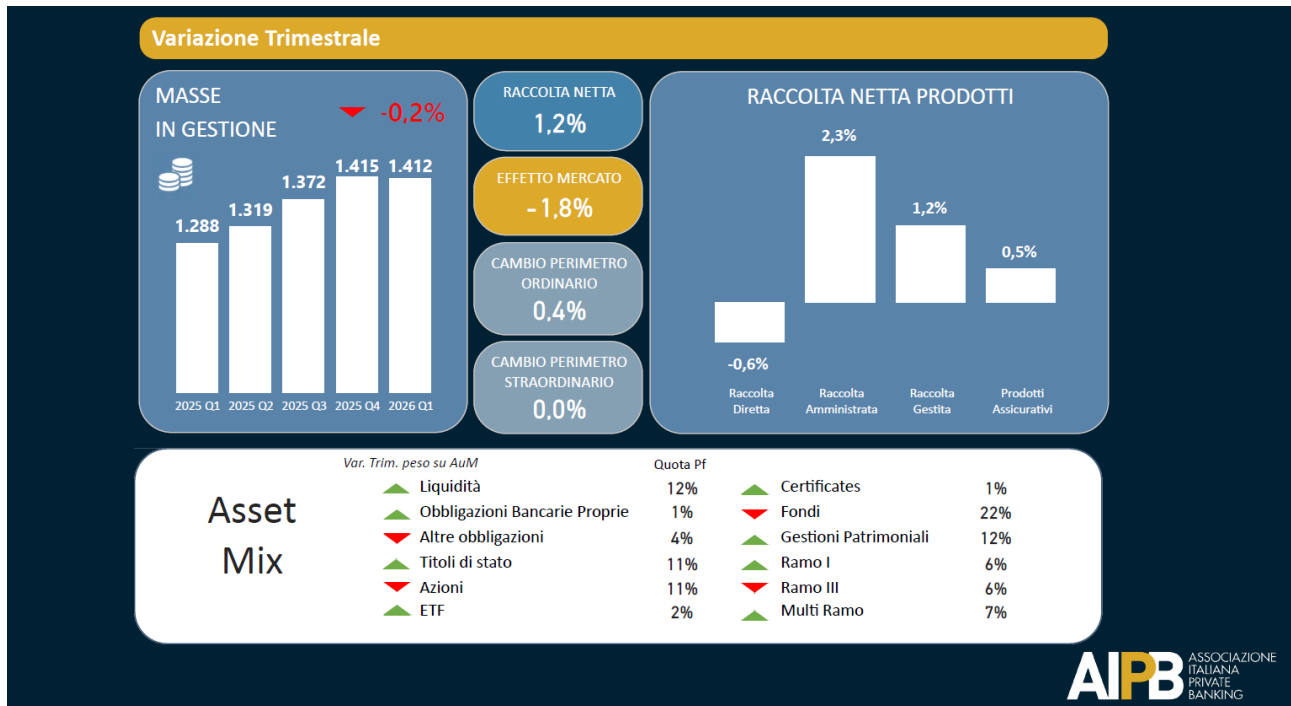 Variazione Trimestrale
MASSE
IN GESTIONE
-0,2%
1.288
1.319
1.372
1.415
1.412
2025 Q1
2025 Q2
2025 Q3
2025 Q4
2026 Q1
RACCOLTA NETTA
1,2%
EFFETTO MERCATO
-1,8%
CAMBIO PERIMETRO
ORDINARIO
0,4%
CAMBIO PERIMETRO
STRAORDINARIO
0,0%
RACCOLTA NETTA PRODOTTI
-0,6%
2,3%
1,2%
0,5%
Raccolta
Diretta
Raccolta
Amministrata
Raccolta
Gestita
Prodotti
Assicurativi
Asset
Mix
Var. Trim. peso su AuM
Quota Pf
Liquidità 12%
Obbligazioni Bancarie Proprie 1%
Altre obbligazioni 4%
Titoli di stato 11%
Azioni 11%
ETF 2%
Certificates 1%
Fondi 22%
Gestioni Patrimoniali 12%
Ramo I 6%
Ramo III 6%
Multi Ramo 7%
AIPB
ASSOCIAZIONE
ITALIANA
PRIVATE
BANKING